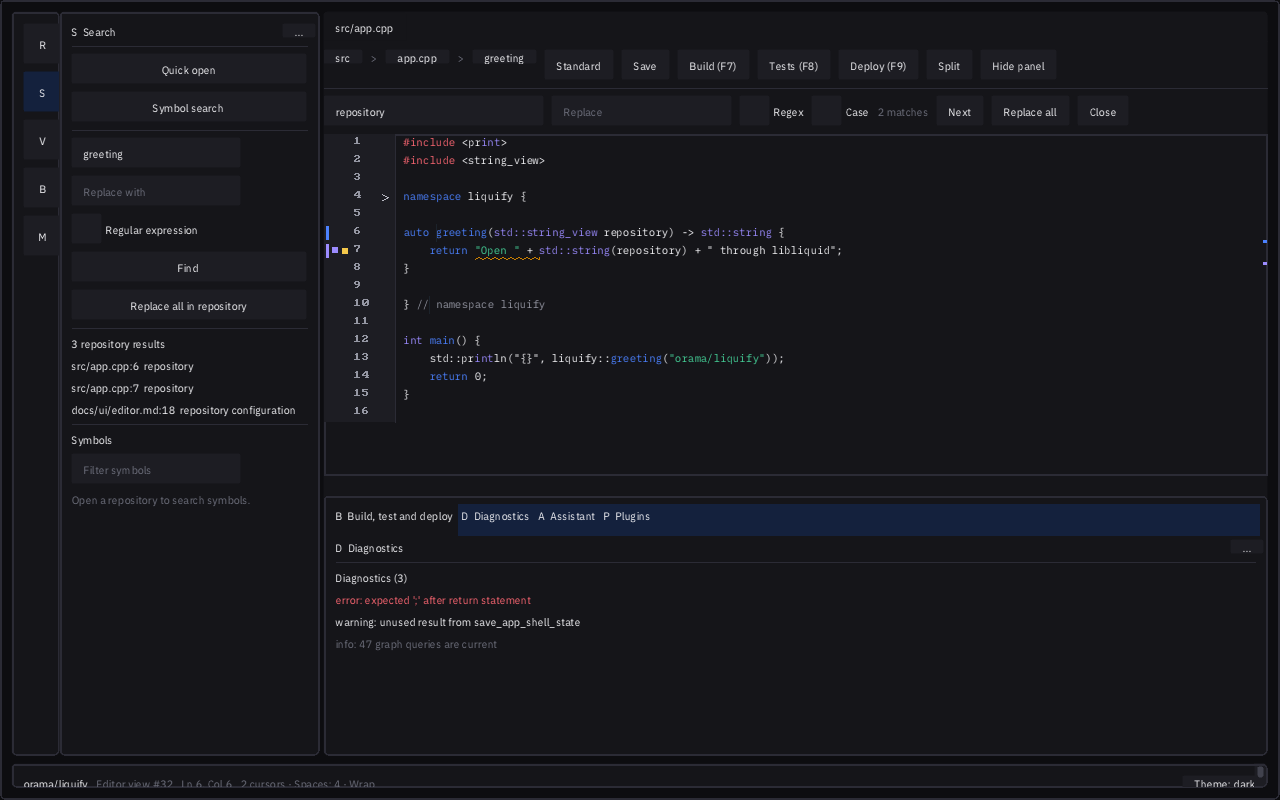 R
S
V
B
M
S Search
...
Quick open
Symbol search
greeting
Replace with
Regular expression
Find
Replace all in repository
3 repository results
src/app.cpp:6 repository
src/app.cpp:7 repository
docs/ui/editor.md:18 repository configuration
Symbols
Filter symbols
Open a repository to search symbols.
src/app.cpp
src > app.cpp > greeting Standard Save Build (F7) Tests (F8) Deploy (F9) Split Hide panel
repository Replace Regex Case 2 matches Next Replace all Close
1 #include <print>
2 #include <string_view>
3
4 > namespace liquify {
5
6 auto greeting(std::string_view repository) -> std::string {
7 return "Open " + std::string(repository) + " through libliquid";
8 }
9
10 } // namespace liquify
11
12 int main() {
13 std::println("{}", liquify::greeting("orama/liquify"));
14 return 0;
15 }
16
B Build, test and deploy D Diagnostics A Assistant P Plugins
D Diagnostics ...
Diagnostics (3)
error: expected ';' after return statement
warning: unused result from save_app_shell_state
info: 47 graph queries are current
orama/liquify Editor view #32 Ln 6, Col 6 2 cursors · Spaces: 4 · Wrap Theme: dark